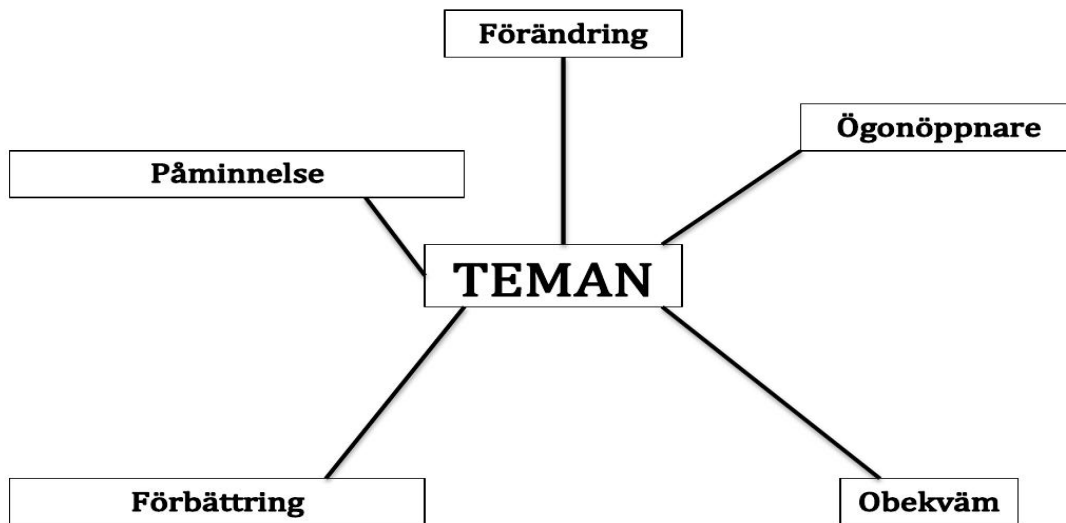 Förändring
Ögonöppnare
Påminnelse
TEMAN
Förbättring
Obekväm